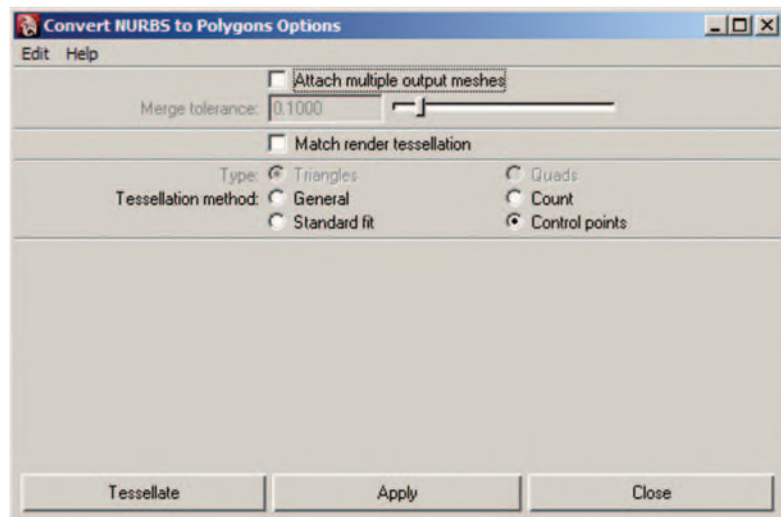 Convert NURBS to Polygons Options
Edit Help
Attach multiple output meshes
Merge tolerance: 0.1000
Match render tessellation
Type: Triangles Quads
Tessellation method: General Count
Standard fit Control points
Tessellate Apply Close